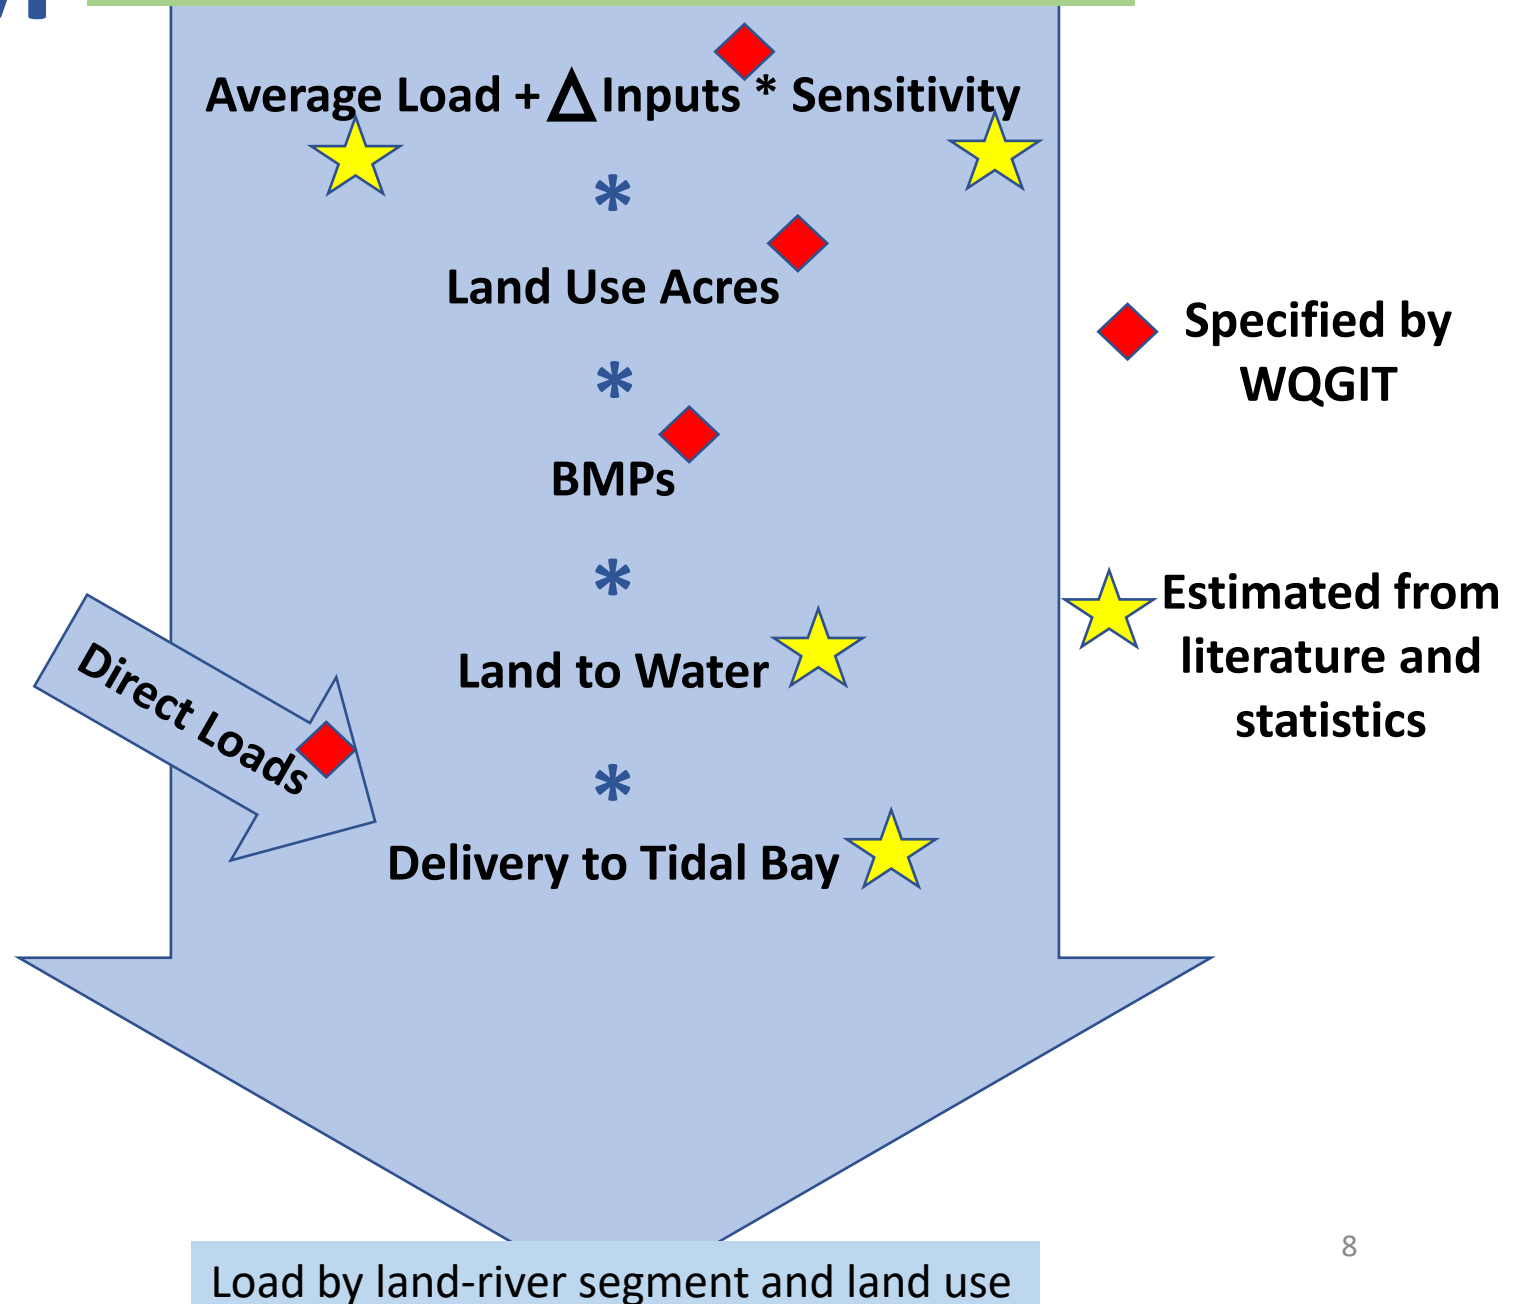 Average Load + Δ Inputs * Sensitivity
*
Land Use Acres
*
BMPs
*
Land to Water
*
Delivery to Tidal Bay
Direct Loads
Specified by
WQGIT
Estimated from
literature and
statistics
Load by land-river segment and land use
8